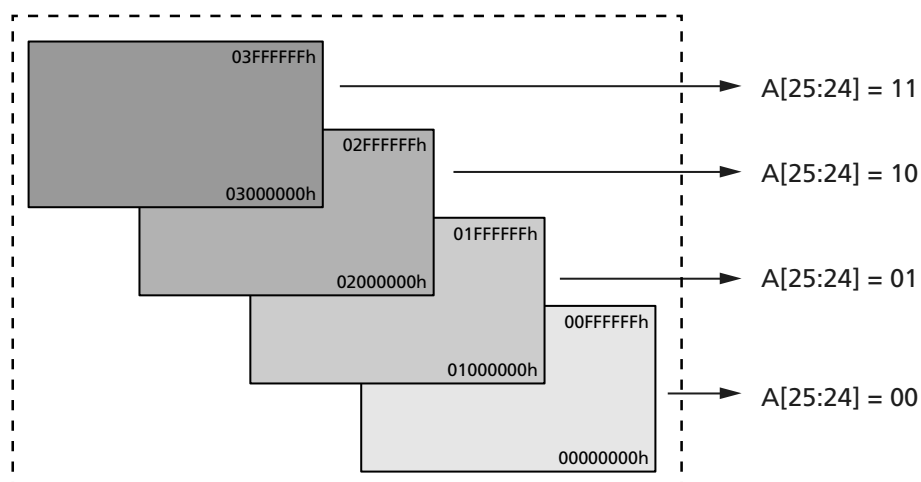 03FFFFFFh
A[25:24] = 11
02FFFFFFh
A[25:24] = 10
03000000h
01FFFFFFh
A[25:24] = 01
02000000h
00FFFFFFh
01000000h
A[25:24] = 00
00000000h